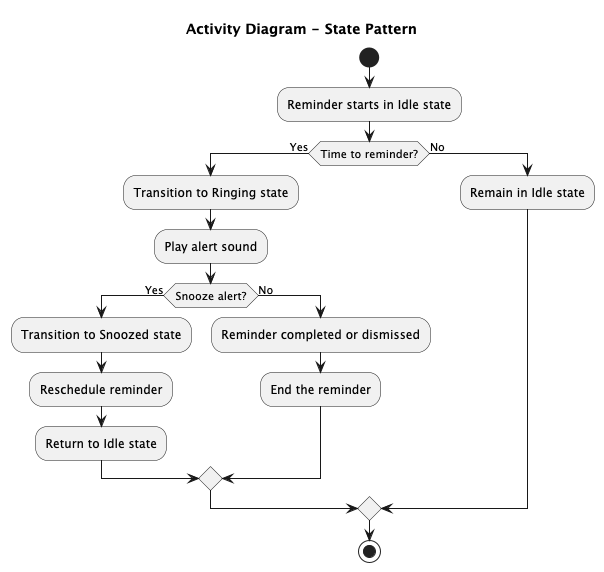 Activity Diagram - State Pattern
Reminder starts in Idle state
Yes
Time to reminder?
No
Transition to Ringing state
Remain in Idle state
Play alert sound
Yes
Snooze alert?
No
Transition to Snoozed state
Reminder completed or dismissed
Reschedule reminder
End the reminder
Return to Idle state